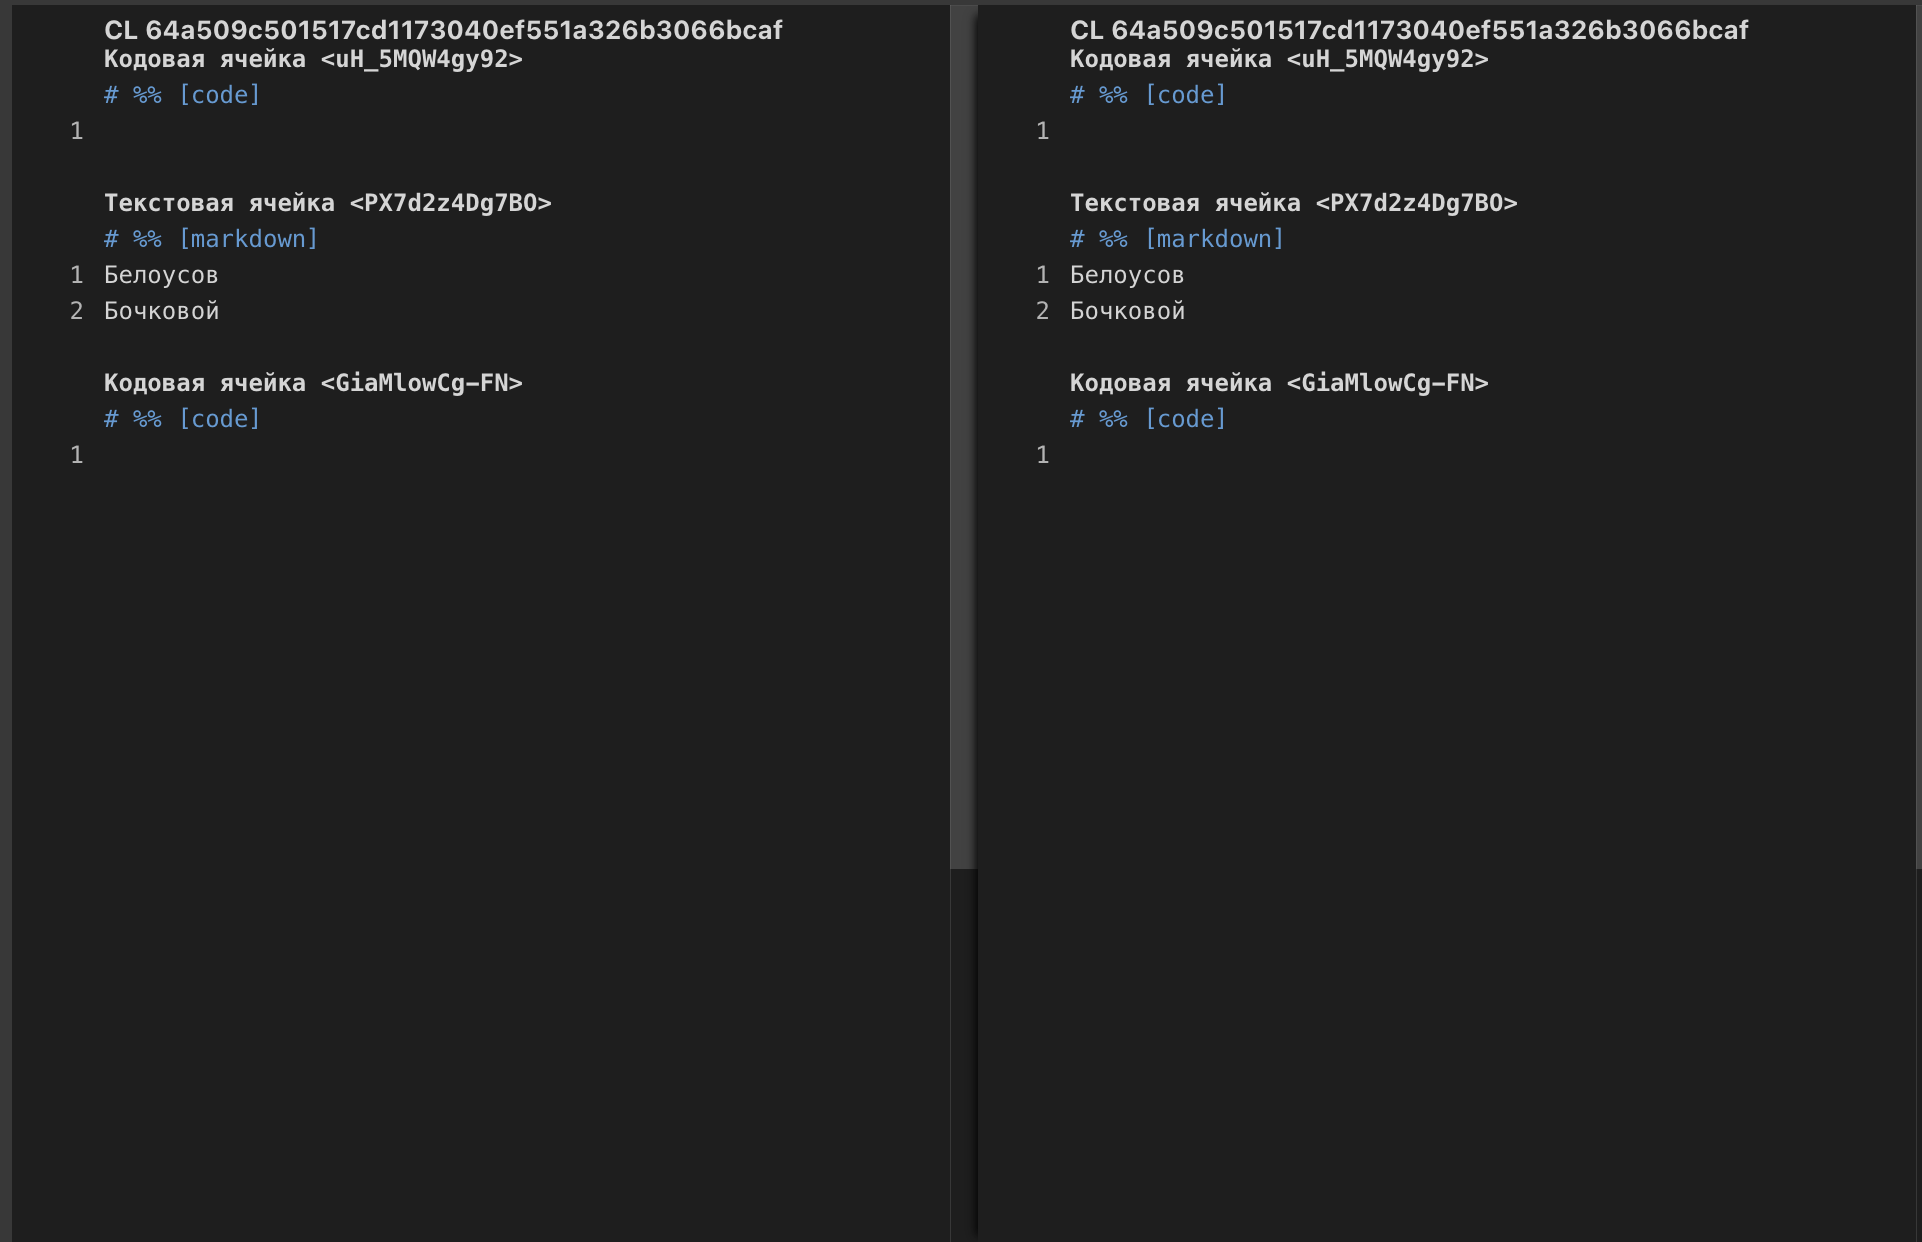 CL 64a509c501517cd1173040ef551a326b3066bcaf
Кодовая ячейка <uH_5MQW4gy92>
# %% [code]
1
Текстовая ячейка <PX7d2z4Dg7BO>
# %% [markdown]
1 Белоусов
2 Бочковой
Кодовая ячейка <GiaMlowCg-FN>
# %% [code]
1
CL 64a509c501517cd1173040ef551a326b3066bcaf
Кодовая ячейка <uH_5MQW4gy92>
# %% [code]
1
Текстовая ячейка <PX7d2z4Dg7BO>
# %% [markdown]
1 Белоусов
2 Бочковой
Кодовая ячейка <GiaMlowCg-FN>
# %% [code]
1